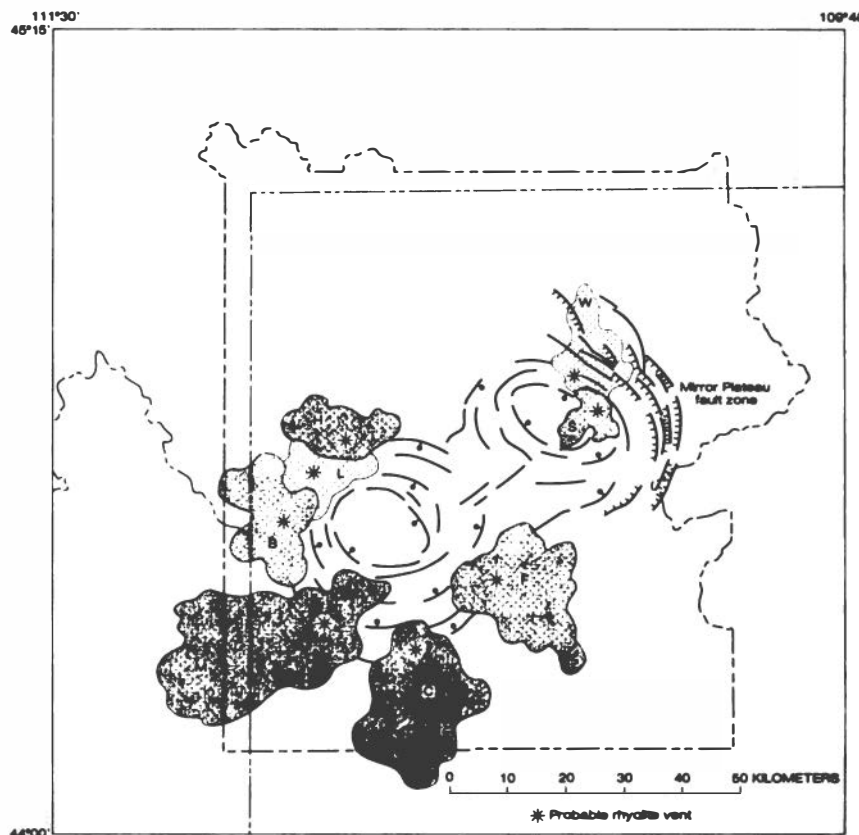 111°30'
45°15'
109°4
W
Mirror Plateau
fault zone
S
L
B
F
C
0 10 20 30 40 50 KILOMETERS
Probable rhyolite vent
44°00'